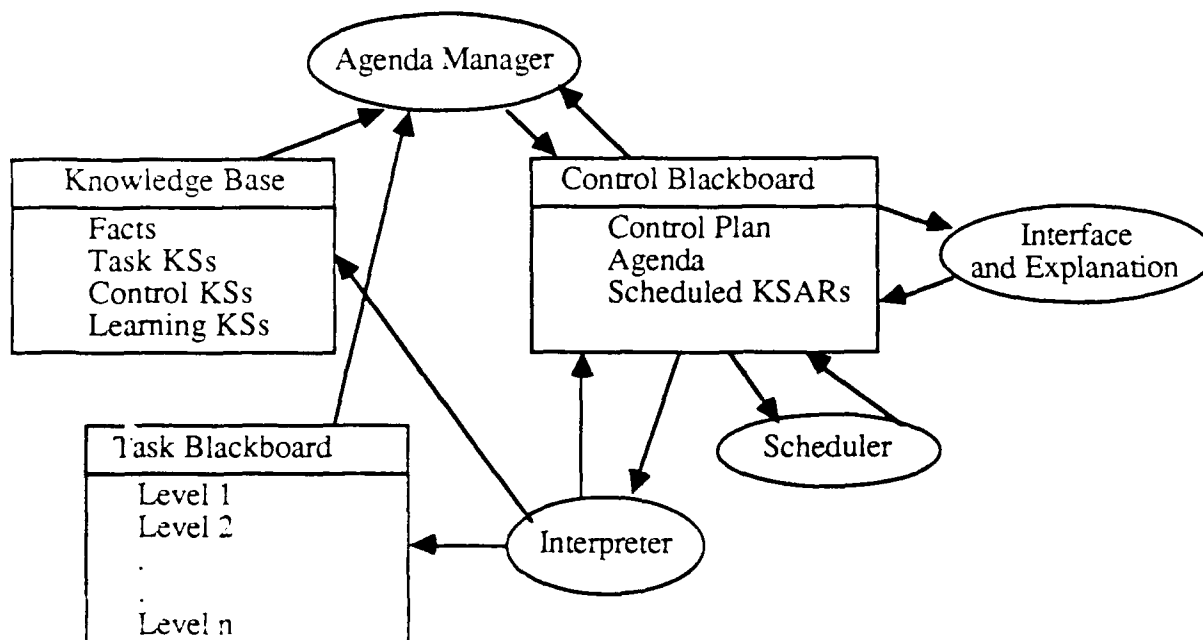 Agenda Manager
Knowledge Base
Facts
Task KSs
Control KSs
Learning KSs
Control Blackboard
Control Plan
Agenda
Scheduled KSARs
Interface
and Explanation
Task Blackboard
Level 1
Level 2
.
.
Level n
Interpreter
Scheduler